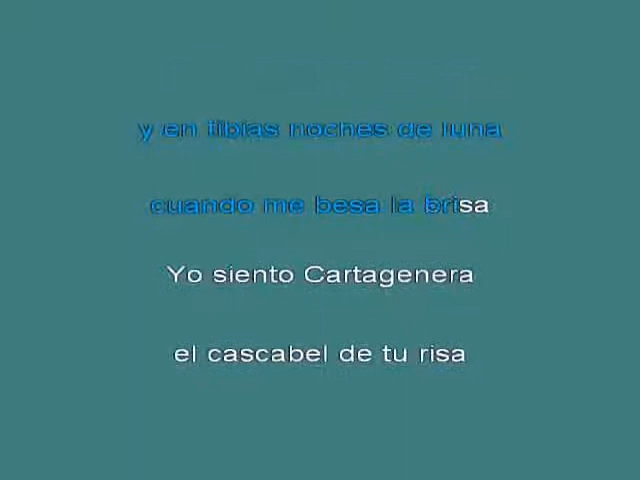 y en tibias noches de luna
cuando me besa la brisa
Yo siento Cartagenera
el cascabel de tu risa